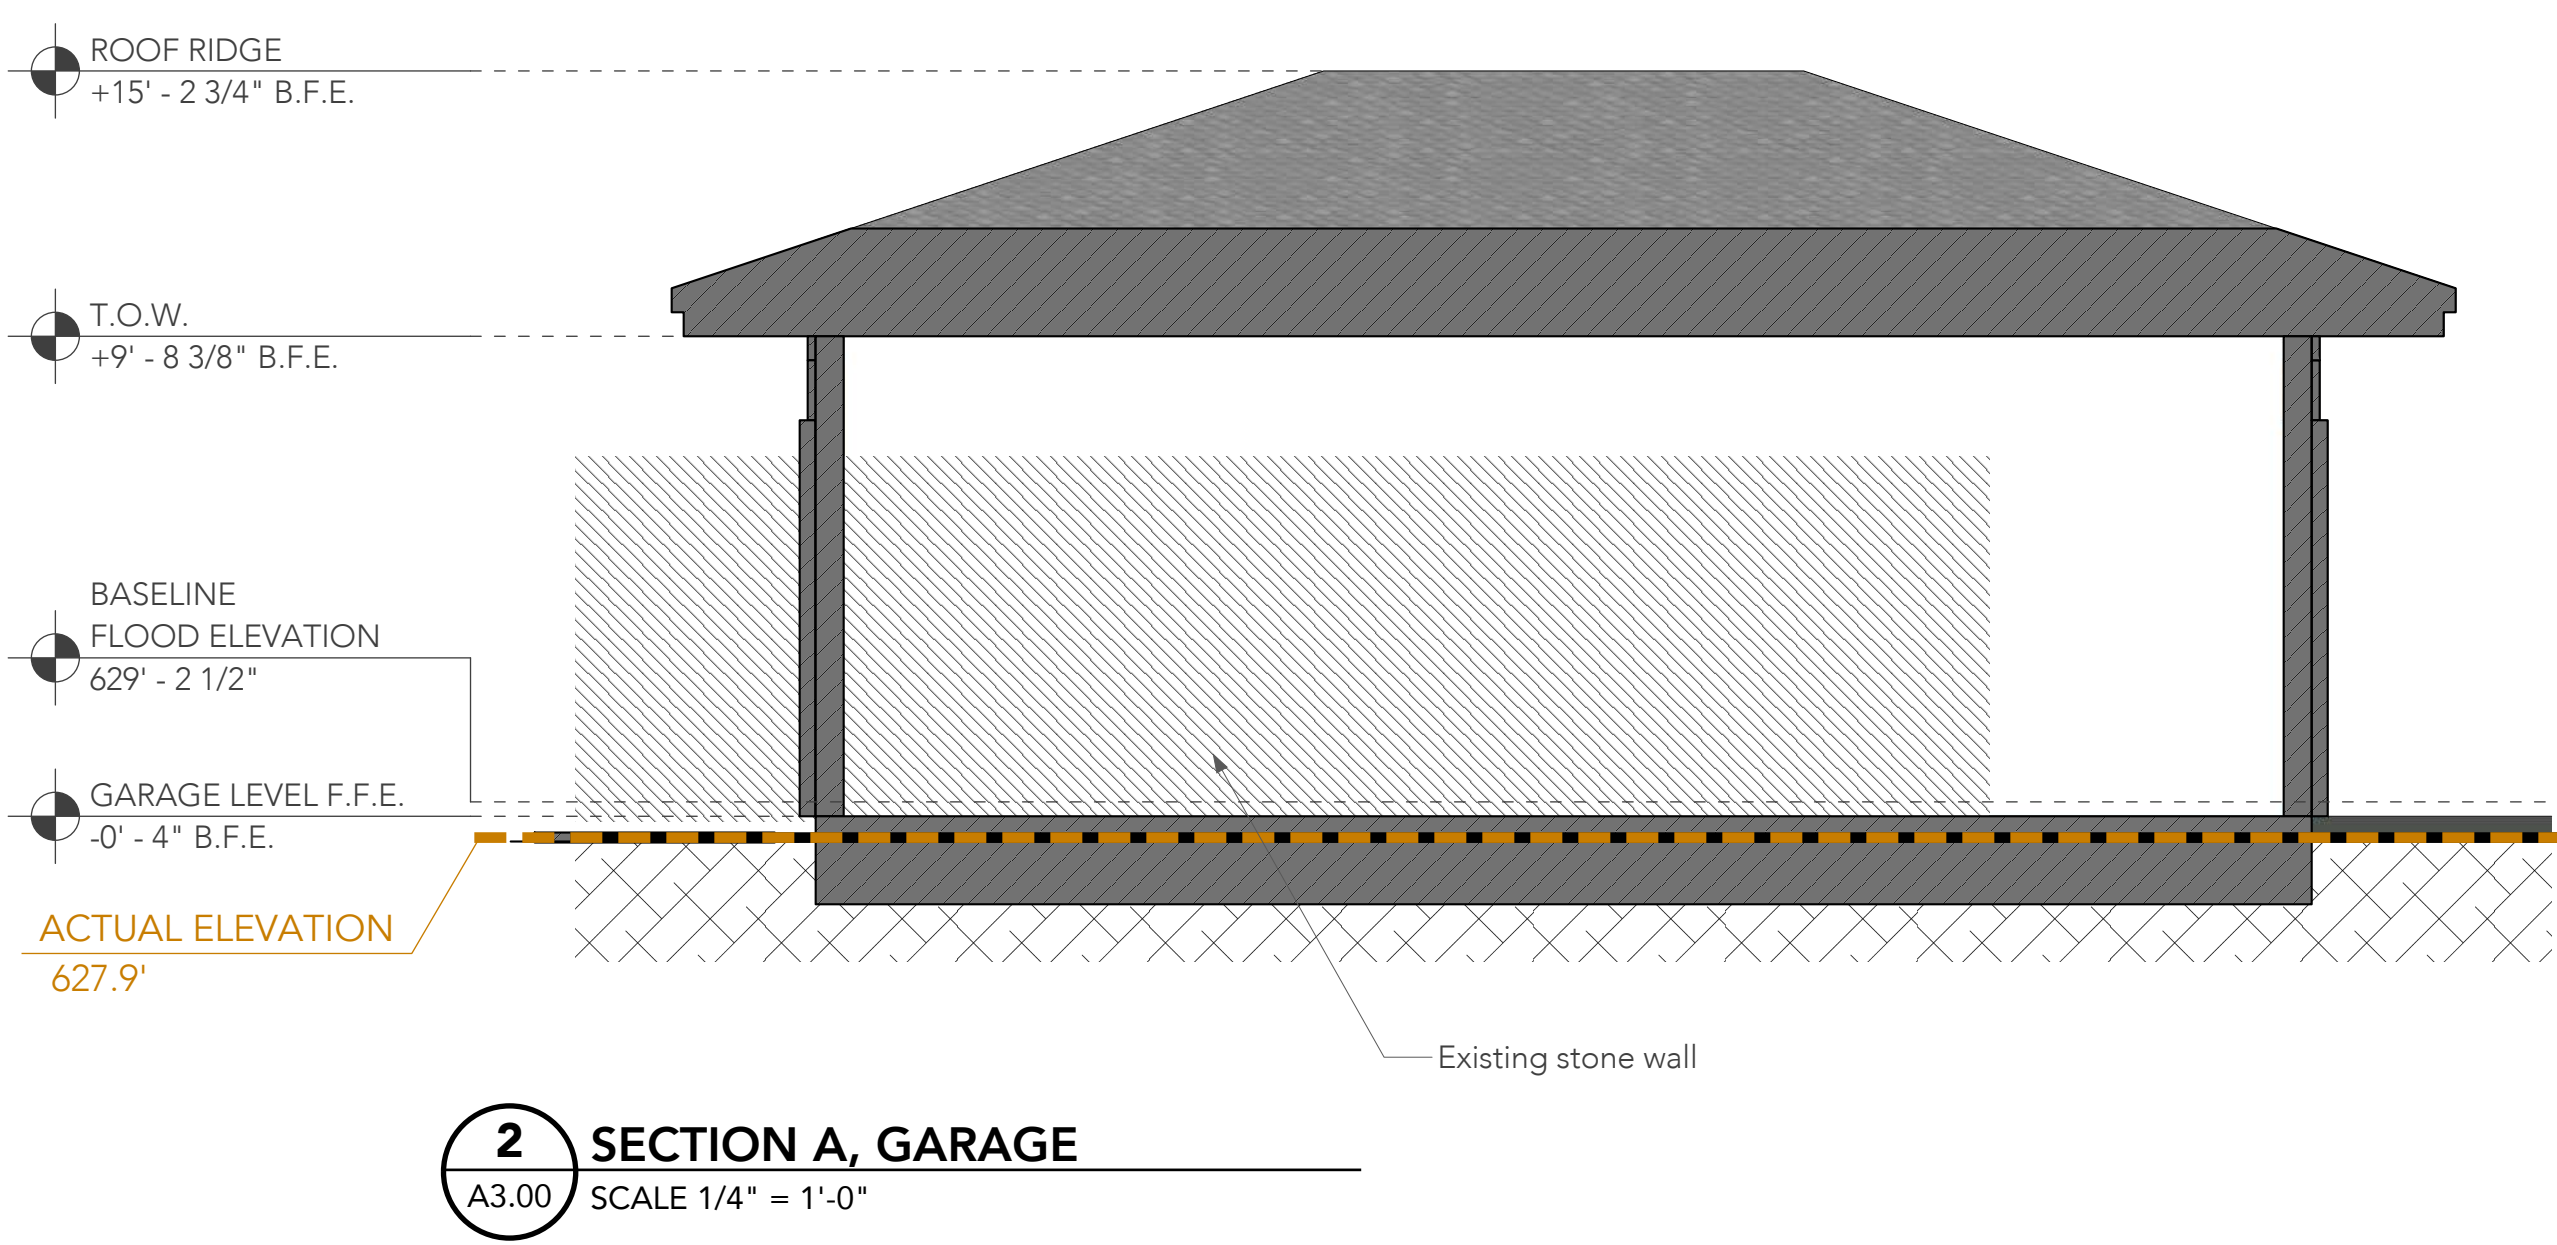 ROOF RIDGE
+15' - 2 3/4" B.F.E.
T.O.W.
+9' - 8 3/8" B.F.E.
BASELINE
FLOOD ELEVATION
629' - 2 1/2"
GARAGE LEVEL F.F.E.
-0' - 4" B.F.E.
ACTUAL ELEVATION
627.9'
Existing stone wall
2
SECTION A, GARAGE
A3.00
SCALE 1/4" = 1'-0"